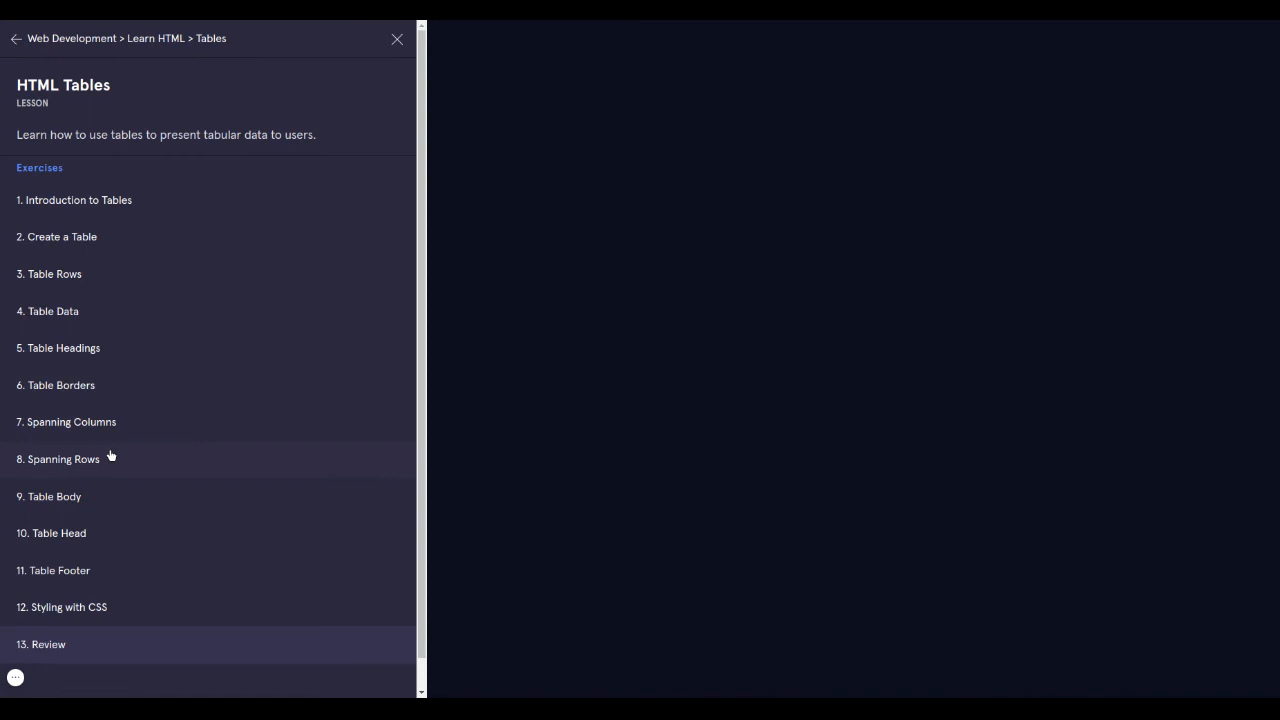 Web Development > Learn HTML > Tables
HTML Tables
LESSON
Learn how to use tables to present tabular data to users.
Exercises
1. Introduction to Tables
2. Create a Table
3. Table Rows
4. Table Data
5. Table Headings
6. Table Borders
7. Spanning Columns
8. Spanning Rows
9. Table Body
10. Table Head
11. Table Footer
12. Styling with CSS
13. Review